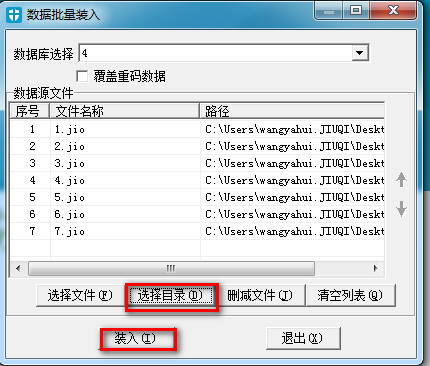 数据批量装入
数据库选择 4
覆盖重码数据
数据源文件
序号 文件名称 路径
1 1.jio C:\Users\wangyahui.JIUQI\Deskt
2 2.jio C:\Users\wangyahui.JIUQI\Deskt
3 3.jio C:\Users\wangyahui.JIUQI\Deskt
4 4.jio C:\Users\wangyahui.JIUQI\Deskt
5 5.jio C:\Users\wangyahui.JIUQI\Deskt
6 6.jio C:\Users\wangyahui.JIUQI\Deskt
7 7.jio C:\Users\wangyahui.JIUQI\Deskt
选择文件(F) 选择目录(D) 删减文件(T) 清空列表(Q)
装入(I) 退出(X)